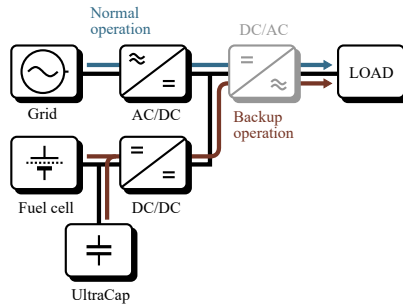 Normal
operation
DC/AC
LOAD
Grid
AC/DC
Backup
operation
Fuel cell
DC/DC
UltraCap